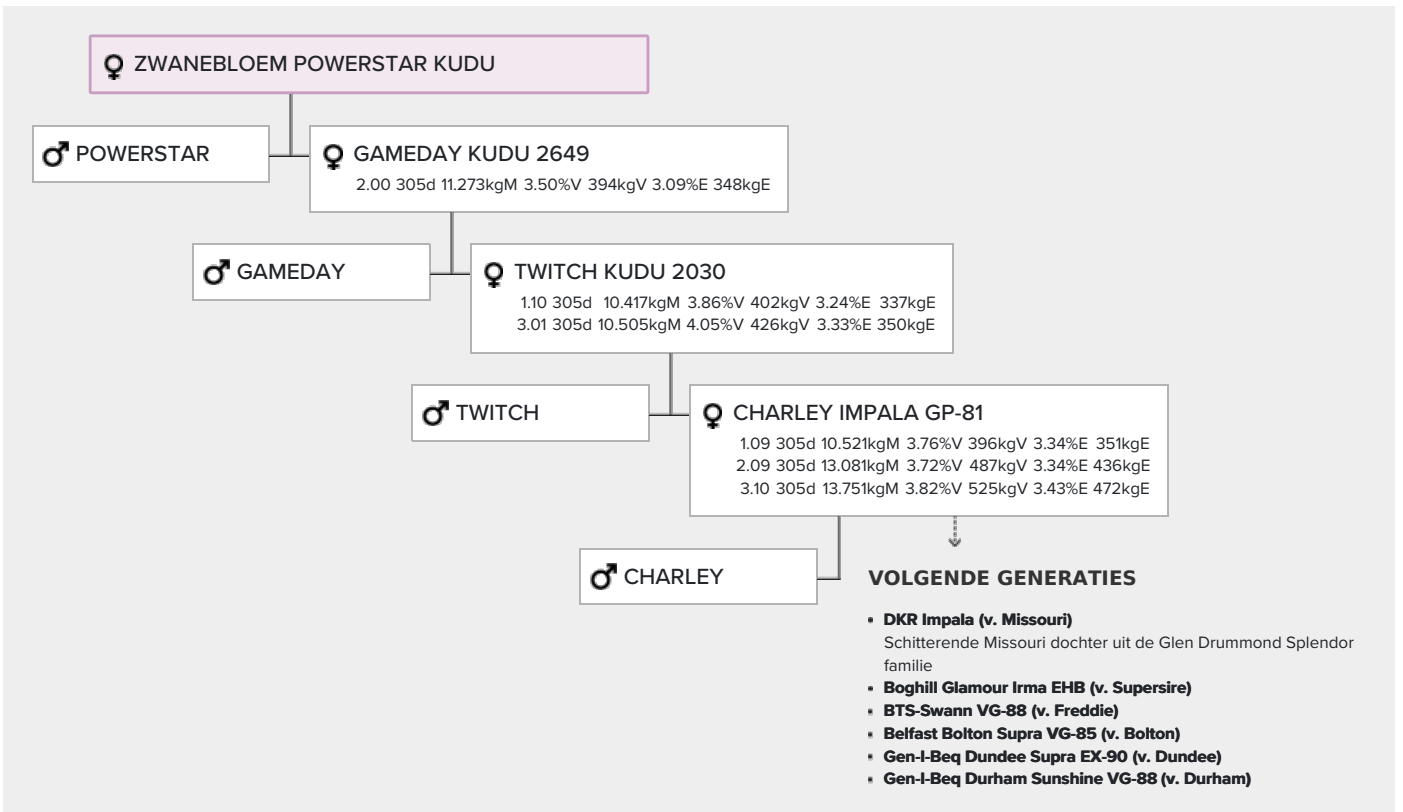 ZWANEBLOEM POWERSTAR KUDU
POWERSTAR
GAMEDAY KUDU 2649
2.00 305d 11.273kgM 3.50%V 394kgV 3.09%E 348kgE
GAMEDAY
TWITCH KUDU 2030
1.10 305d 10.417kgM 3.86%V 402kgV 3.24%E 337kgE
3.01 305d 10.505kgM 4.05%V 426kgV 3.33%E 350kgE
TWITCH
CHARLEY IMPALA GP-81
1.09 305d 10.521kgM 3.76%V 396kgV 3.34%E 351kgE
2.09 305d 13.081kgM 3.72%V 487kgV 3.34%E 436kgE
3.10 305d 13.751kgM 3.82%V 525kgV 3.43%E 472kgE
CHARLEY
VOLGENDE GENERATIES
• DKR Impala (v. Missouri)
Schitterende Missouri dochter uit de Glen Drummond Splendor
familie
• Boghill Glamour Irma EHB (v. Supersire)
• BTS-Swann VG-88 (v. Freddie)
• Belfast Bolton Supra VG-85 (v. Bolton)
• Gen-I-Beq Dundee Supra EX-90 (v. Dundee)
• Gen-I-Beq Durham Sunshine VG-88 (v. Durham)